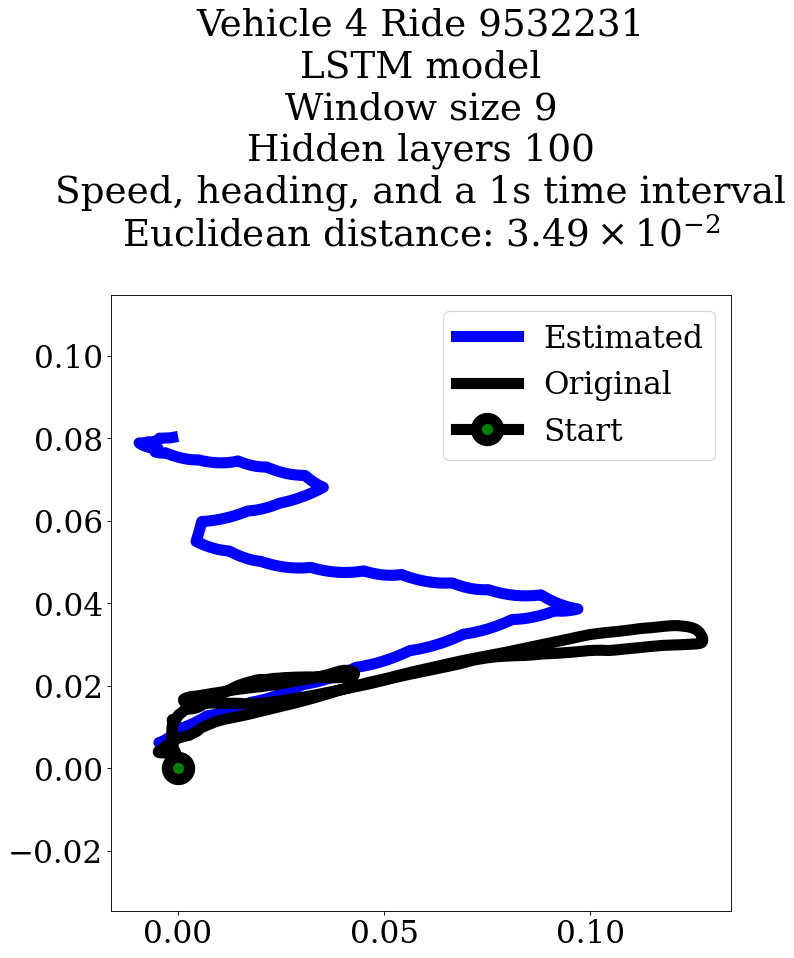 Vehicle 4 Ride 9532231
LSTM model
Window size 9
Hidden layers 100
Speed, heading, and a 1s time interval
Euclidean distance: 3.49 × 10⁻²
Estimated
Original
Start
0.10
0.08
0.06
0.04
0.02
0.00
−0.02
0.00 0.05 0.10